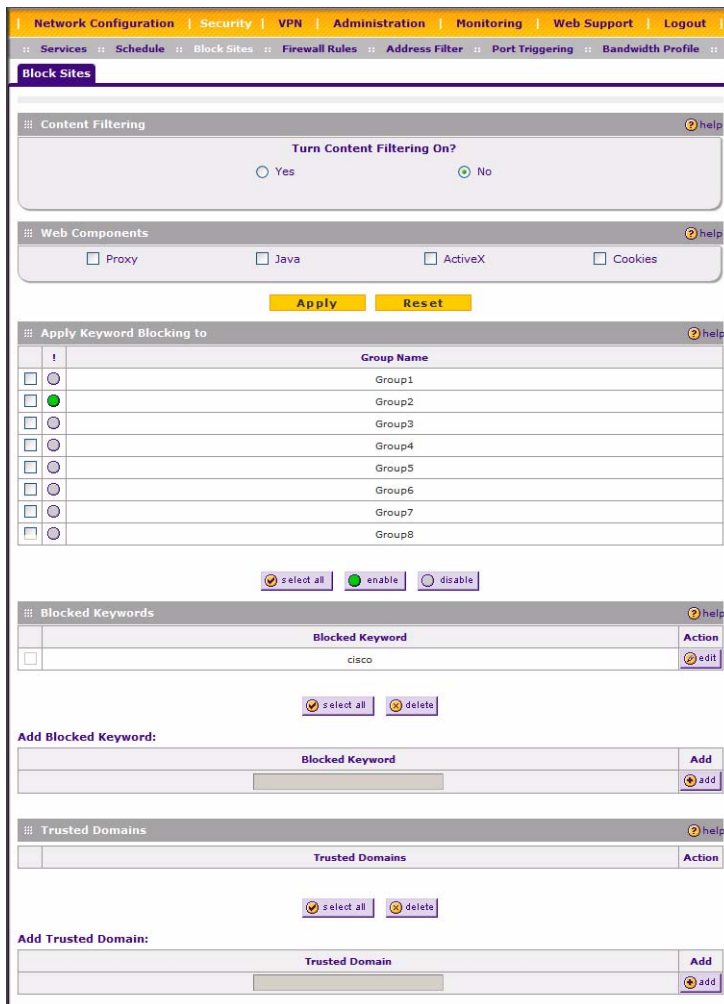 | Network Configuration | Security | VPN | Administration | Monitoring | Web Support | Logout |
:: Services :: Schedule :: Block Sites :: Firewall Rules :: Address Filter :: Port Triggering :: Bandwidth Profile ::
Block Sites
Content Filtering
help
Turn Content Filtering On?
Yes No
Web Components
help
Proxy Java ActiveX Cookies
Apply Reset
Apply Keyword Blocking to
help
! Group Name
Group1
Group2
Group3
Group4
Group5
Group6
Group7
Group8
select all enable disable
Blocked Keywords
help
Blocked Keyword Action
cisco edit
select all delete
Add Blocked Keyword:
Blocked Keyword Add
add
Trusted Domains
help
Trusted Domains Action
select all delete
Add Trusted Domain:
Trusted Domain Add
add